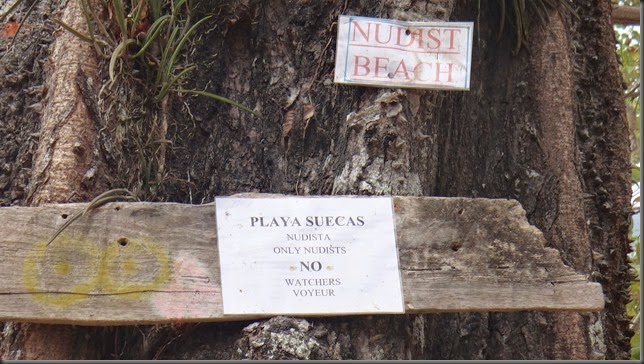 NUDIST
BEACH
PLAYA SUECAS
NUDISTA
ONLY NUDISTS
NO
WATCHERS
VOYEUR